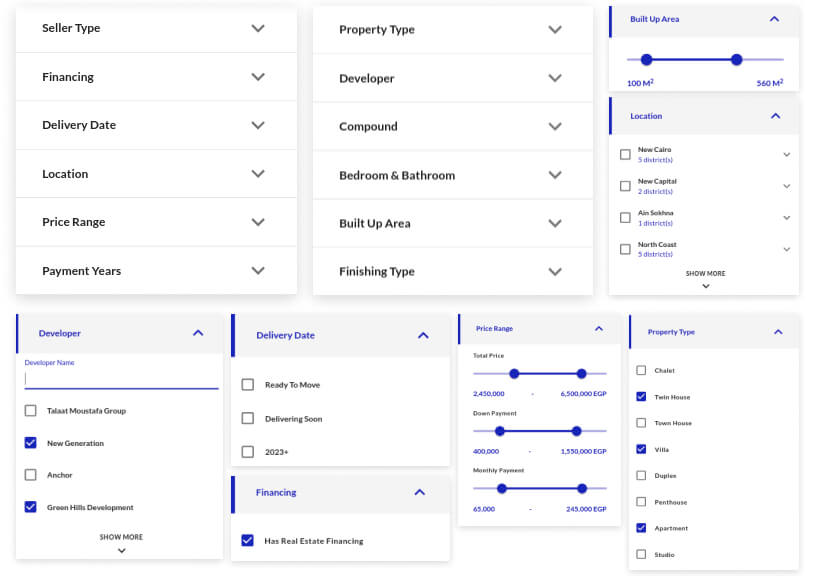 Seller Type
Financing
Delivery Date
Location
Price Range
Payment Years
Property Type
Developer
Compound
Bedroom & Bathroom
Built Up Area
Finishing Type
Built Up Area
100 M²
560 M²
Location
New Cairo
5 district(s)
New Capital
2 district(s)
Ain Sokhna
1 district(s)
North Coast
5 district(s)
SHOW MORE
Developer
Developer Name
Talaat Moustafa Group
New Generation
Anchor
Green Hills Development
SHOW MORE
Delivery Date
Ready To Move
Delivering Soon
2023+
Financing
Has Real Estate Financing
Price Range
Total Price
2,450,000 - 6,500,000 EGP
Down Payment
400,000 - 1,550,000 EGP
Monthly Payment
65,000 - 245,000 EGP
Property Type
Chalet
Twin House
Town House
Villa
Duplex
Penthouse
Apartment
Studio